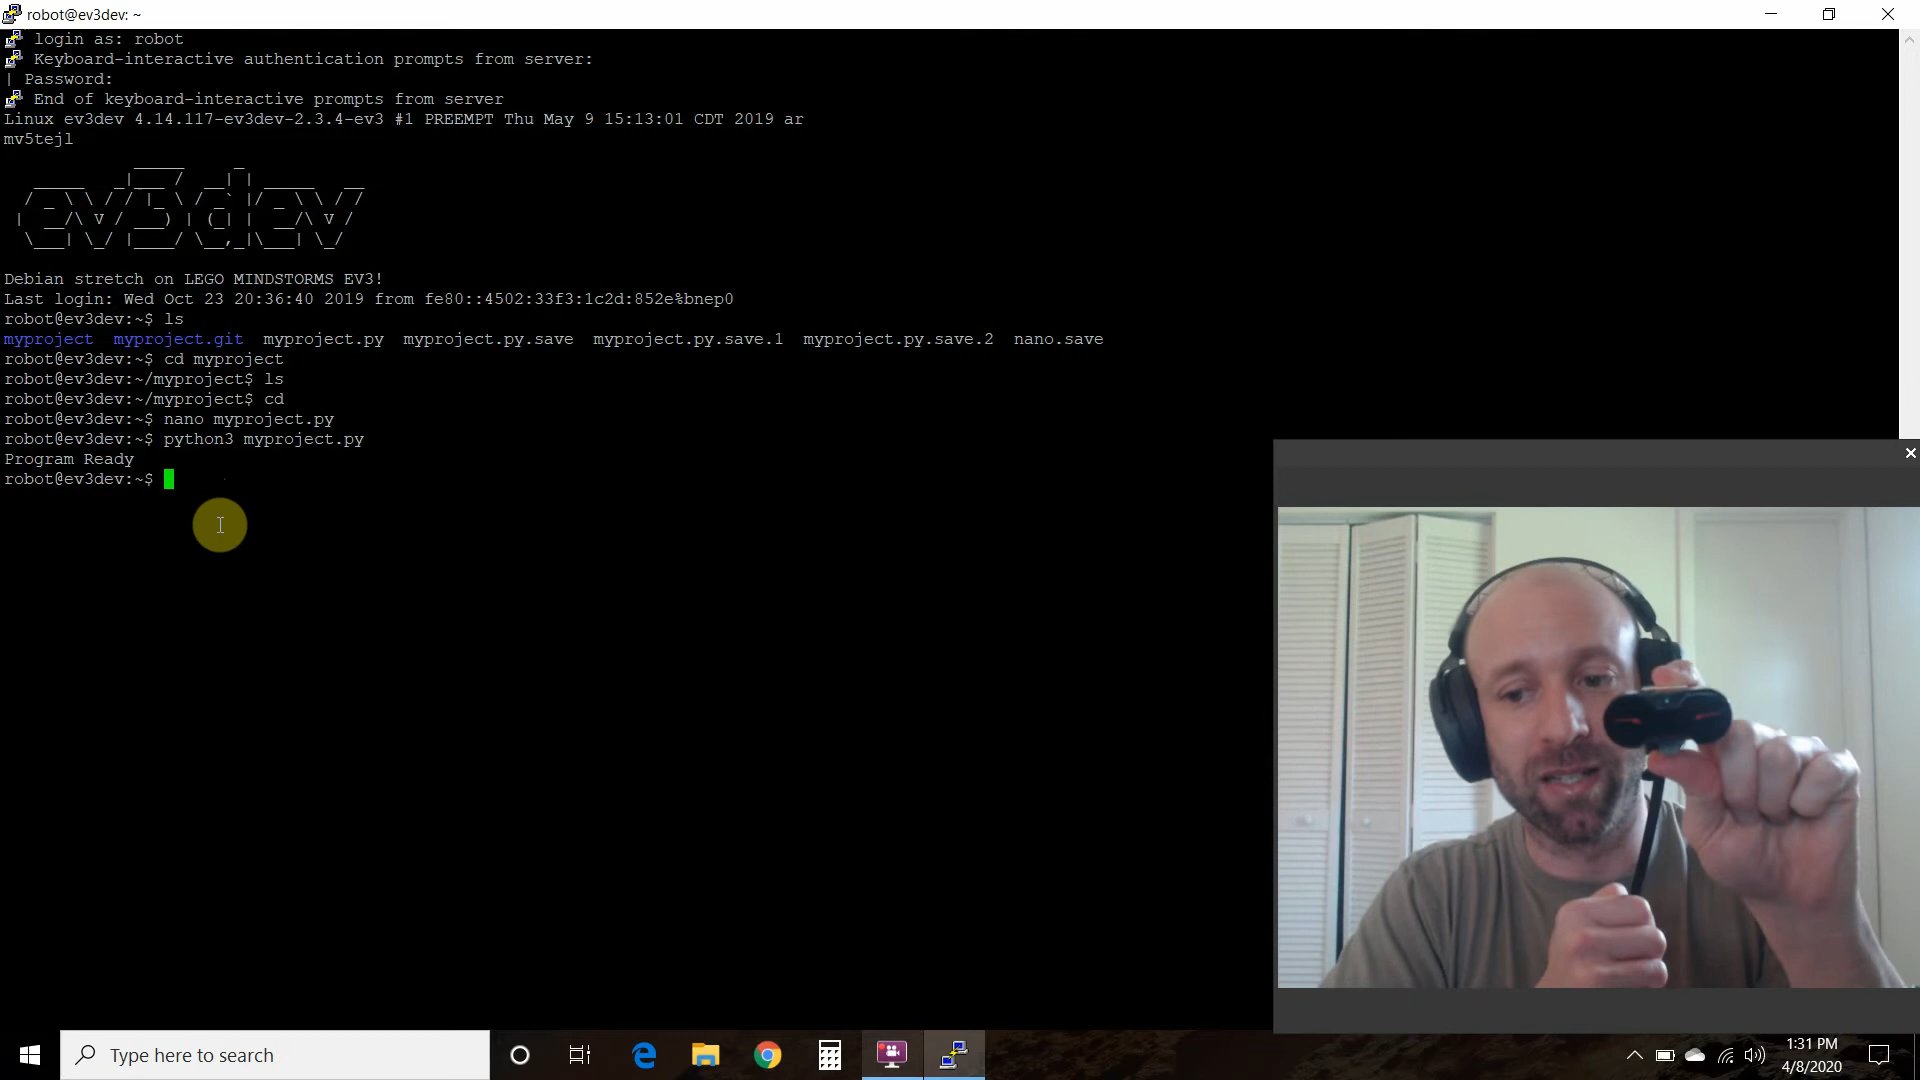 robot@ev3dev: ~
login as: robot
Keyboard-interactive authentication prompts from server:
| Password:
End of keyboard-interactive prompts from server
Linux ev3dev 4.14.117-ev3dev-2.3.4-ev3 #1 PREEMPT Thu May 9 15:13:01 CDT 2019 ar
mv5tejl
ev3dev
Debian stretch on LEGO MINDSTORMS EV3!
Last login: Wed Oct 23 20:36:40 2019 from fe80::4502:33f3:1c2d:852e%bnep0
robot@ev3dev:~$ ls
myproject myproject.git myproject.py myproject.py.save myproject.py.save.1 myproject.py.save.2 nano.save
robot@ev3dev:~$ cd myproject
robot@ev3dev:~/myproject$ ls
robot@ev3dev:~/myproject$ cd
robot@ev3dev:~$ nano myproject.py
robot@ev3dev:~$ python3 myproject.py
Program Ready
robot@ev3dev:~$
Type here to search
1:31 PM
4/8/2020